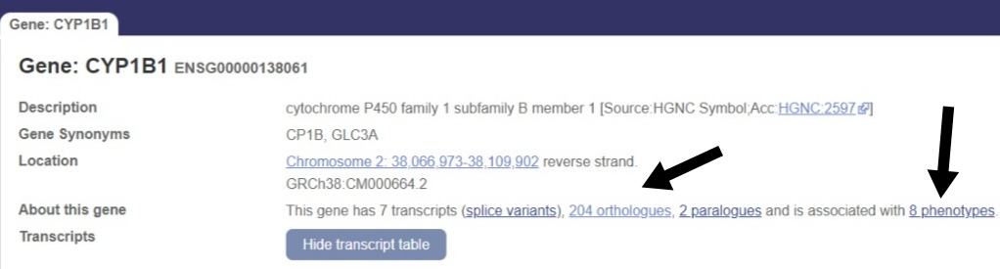 Gene: CYP1B1
Gene: CYP1B1 ENSG00000138061
Description cytochrome P450 family 1 subfamily B member 1 [Source:HGNC Symbol;Acc:HGNC:2597]
Gene Synonyms CP1B, GLC3A
Location Chromosome 2: 38,066,973-38,109,902 reverse strand.
GRCh38:CM000664.2
About this gene This gene has 7 transcripts (splice variants), 204 orthologues, 2 paralogues and is associated with 8 phenotypes.
Transcripts Hide transcript table